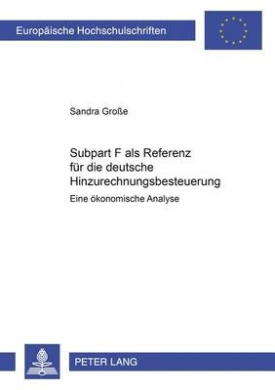 Europäische Hochschulschriften
Sandra Große
Subpart F als Referenz
für die deutsche
Hinzurechnungsbesteuerung
Eine ökonomische Analyse
PETER LANG